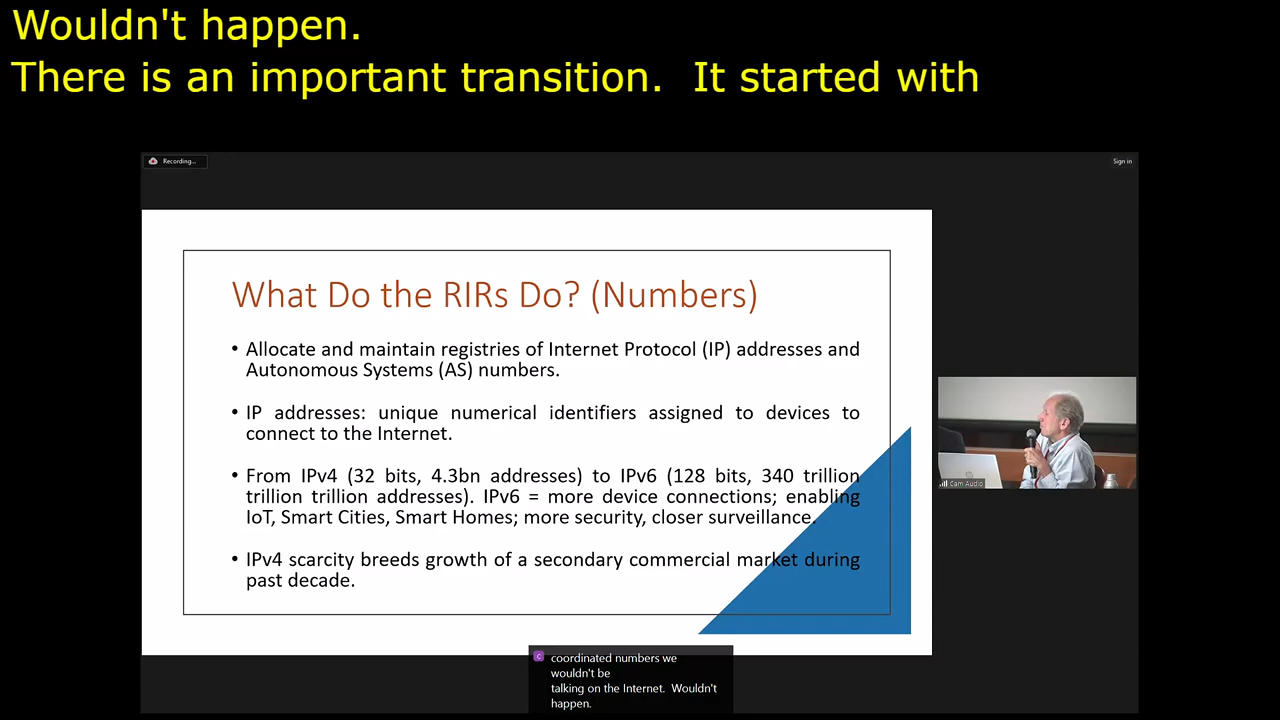 Wouldn't happen.
There is an important transition.  It started with
Recording...
Sign in
What Do the RIRs Do? (Numbers)
• Allocate and maintain registries of Internet Protocol (IP) addresses and
Autonomous Systems (AS) numbers.
• IP addresses: unique numerical identifiers assigned to devices to
connect to the Internet.
• From IPv4 (32 bits, 4.3bn addresses) to IPv6 (128 bits, 340 trillion
trillion trillion addresses). IPv6 = more device connections; enabling
IoT, Smart Cities, Smart Homes; more security, closer surveillance.
• IPv4 scarcity breeds growth of a secondary commercial market during
past decade.
Cam Audio
C
coordinated numbers we
wouldn't be
talking on the Internet.  Wouldn't
happen.